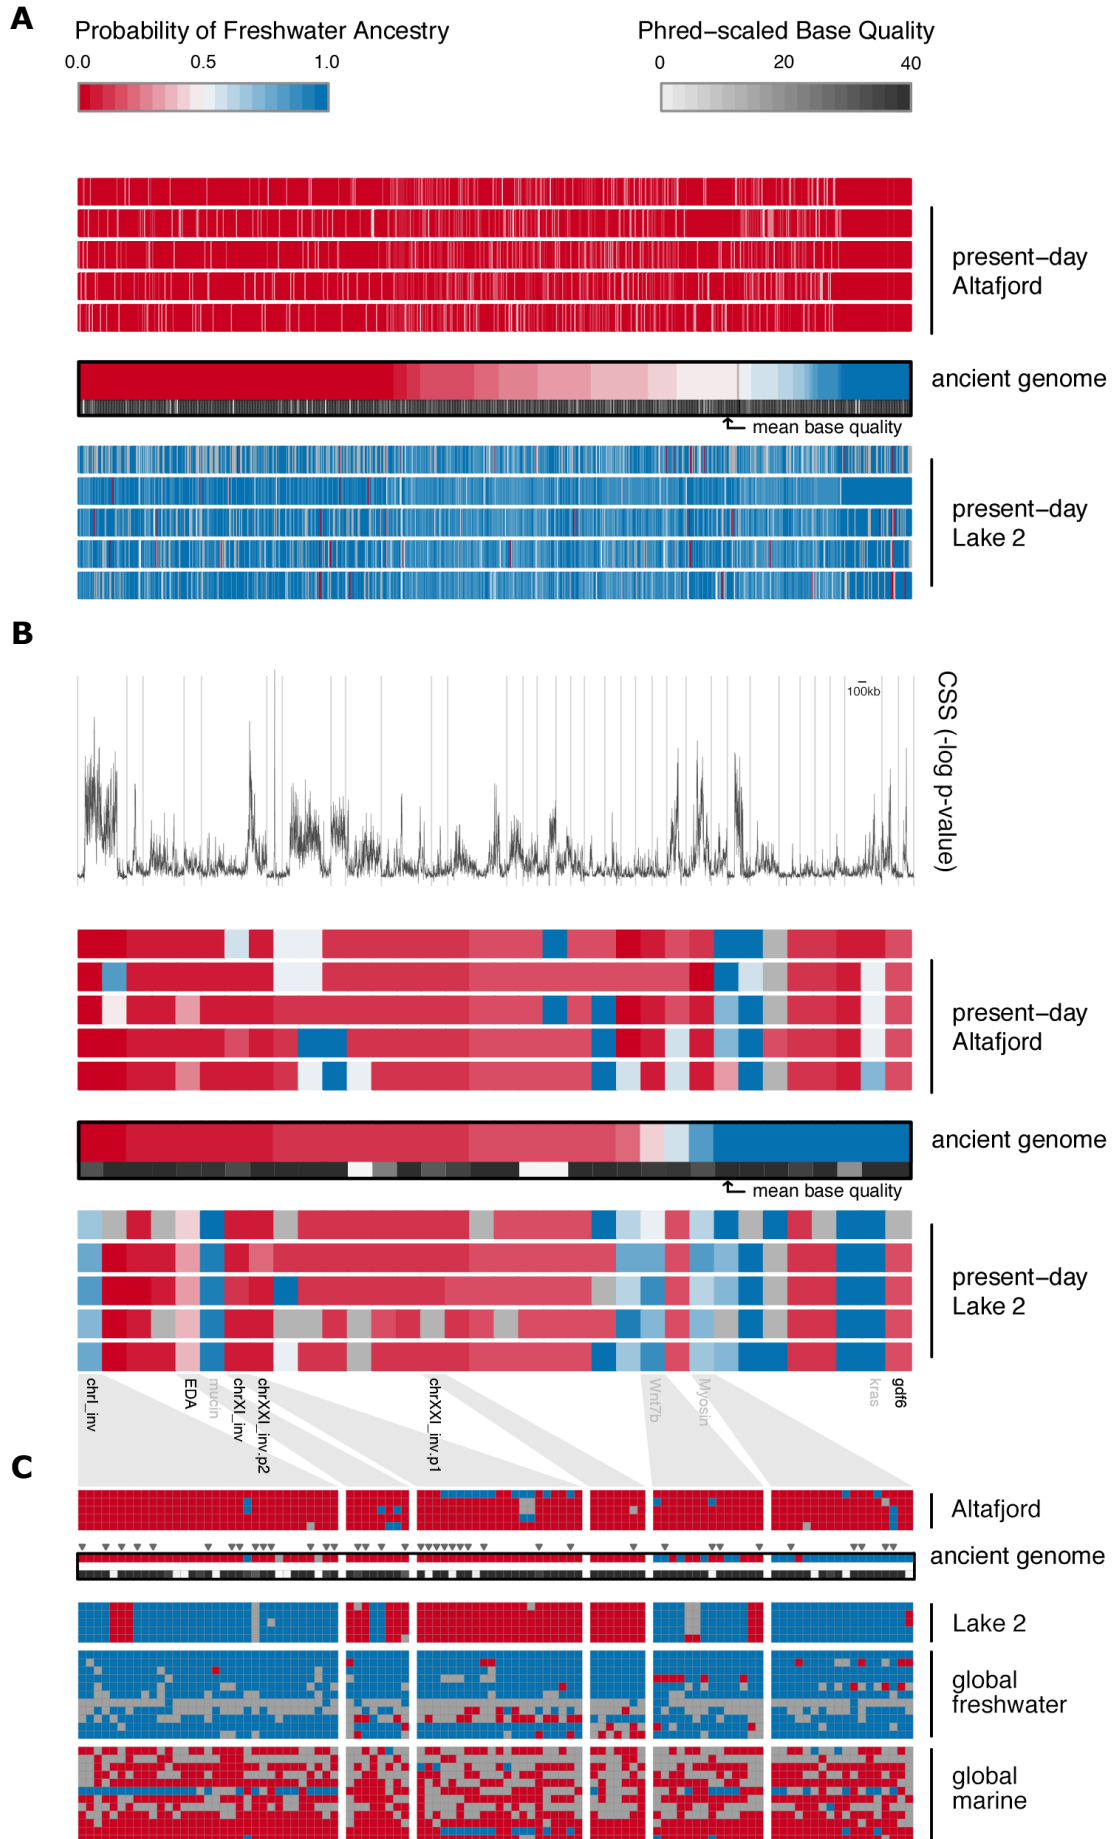 A
Probability of Freshwater Ancestry
Phred−scaled Base Quality
0.0
0.5
1.0
0
20
40
present−day
Altafjord
ancient genome
mean base quality
present−day
Lake 2
B
CSS (-log p-value)
100kb
present−day
Altafjord
ancient genome
mean base quality
present−day
Lake 2
chrI_inv
EDA
mucin
chrXI_inv
chrXXI_inv.p2
chrXXI_inv.p1
Wnt7b
Myosin
kras
gdf6
C
Altafjord
ancient genome
Lake 2
global
freshwater
global
marine